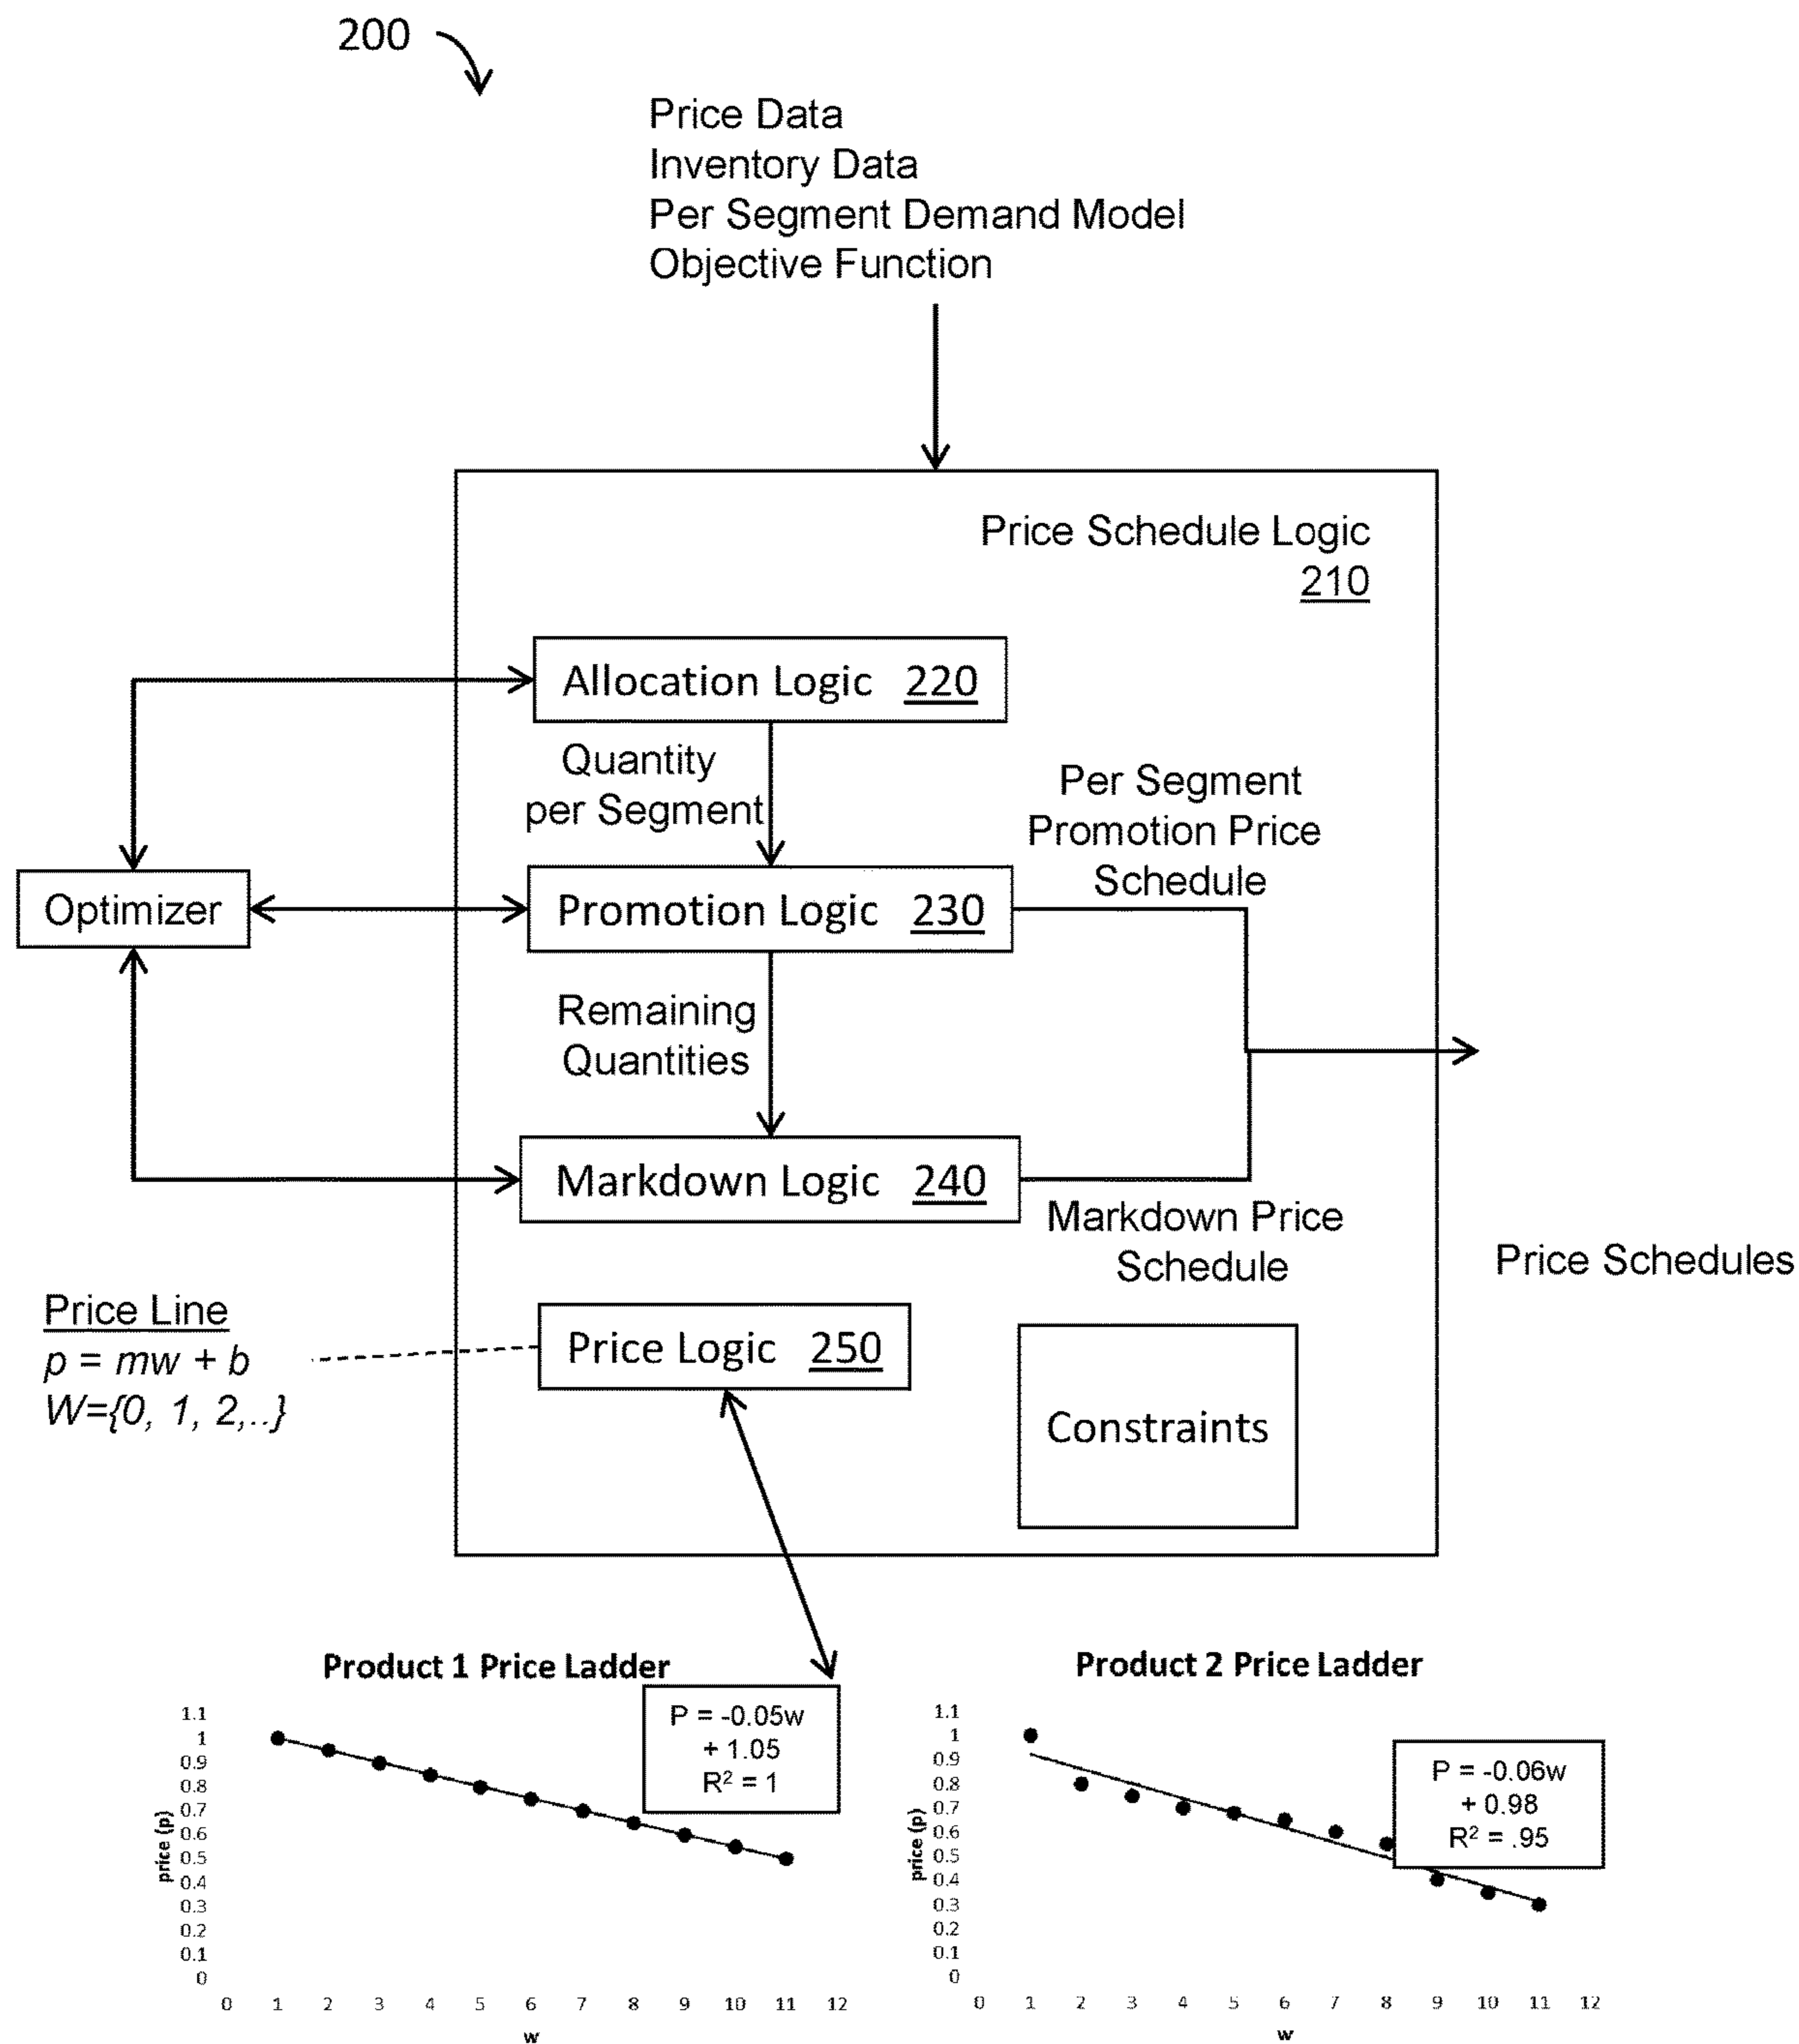 200
Price Data
Inventory Data
Per Segment Demand Model
Objective Function
Price Schedule Logic
210
Allocation Logic 220
Quantity
per Segment
Per Segment
Promotion Price
Schedule
Optimizer
Promotion Logic 230
Remaining
Quantities
Markdown Logic 240
Markdown Price
Schedule
Price Schedules
Price Line
p = mw + b
W={0, 1, 2,..}
Price Logic 250
Constraints
Product 1 Price Ladder
P = -0.05w
+ 1.05
R² = 1
price (p)
1.1
1
0.9
0.8
0.7
0.6
0.5
0.4
0.3
0.2
0.1
0
0 1 2 3 4 5 6 7 8 9 10 11 12
w
Product 2 Price Ladder
P = -0.06w
+ 0.98
R² = .95
price (p)
1.1
1
0.9
0.8
0.7
0.6
0.5
0.4
0.3
0.2
0.1
0
0 1 2 3 4 5 6 7 8 9 10 11 12
w